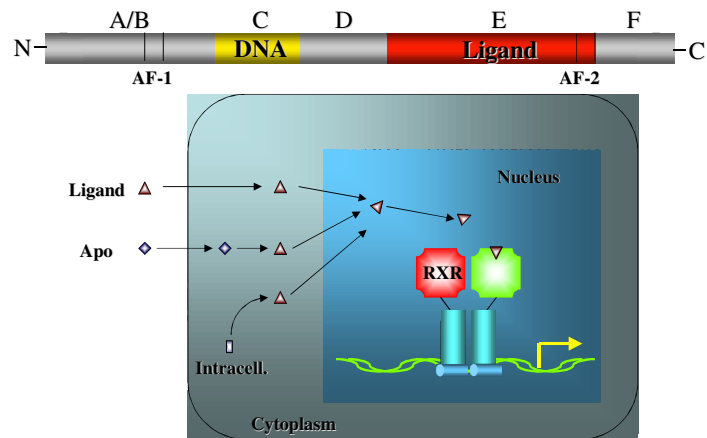 A/B C D E F
N DNA Ligand C
AF-1 AF-2
Nucleus
Ligand
Apo
RXR
Intracell.
Cytoplasm